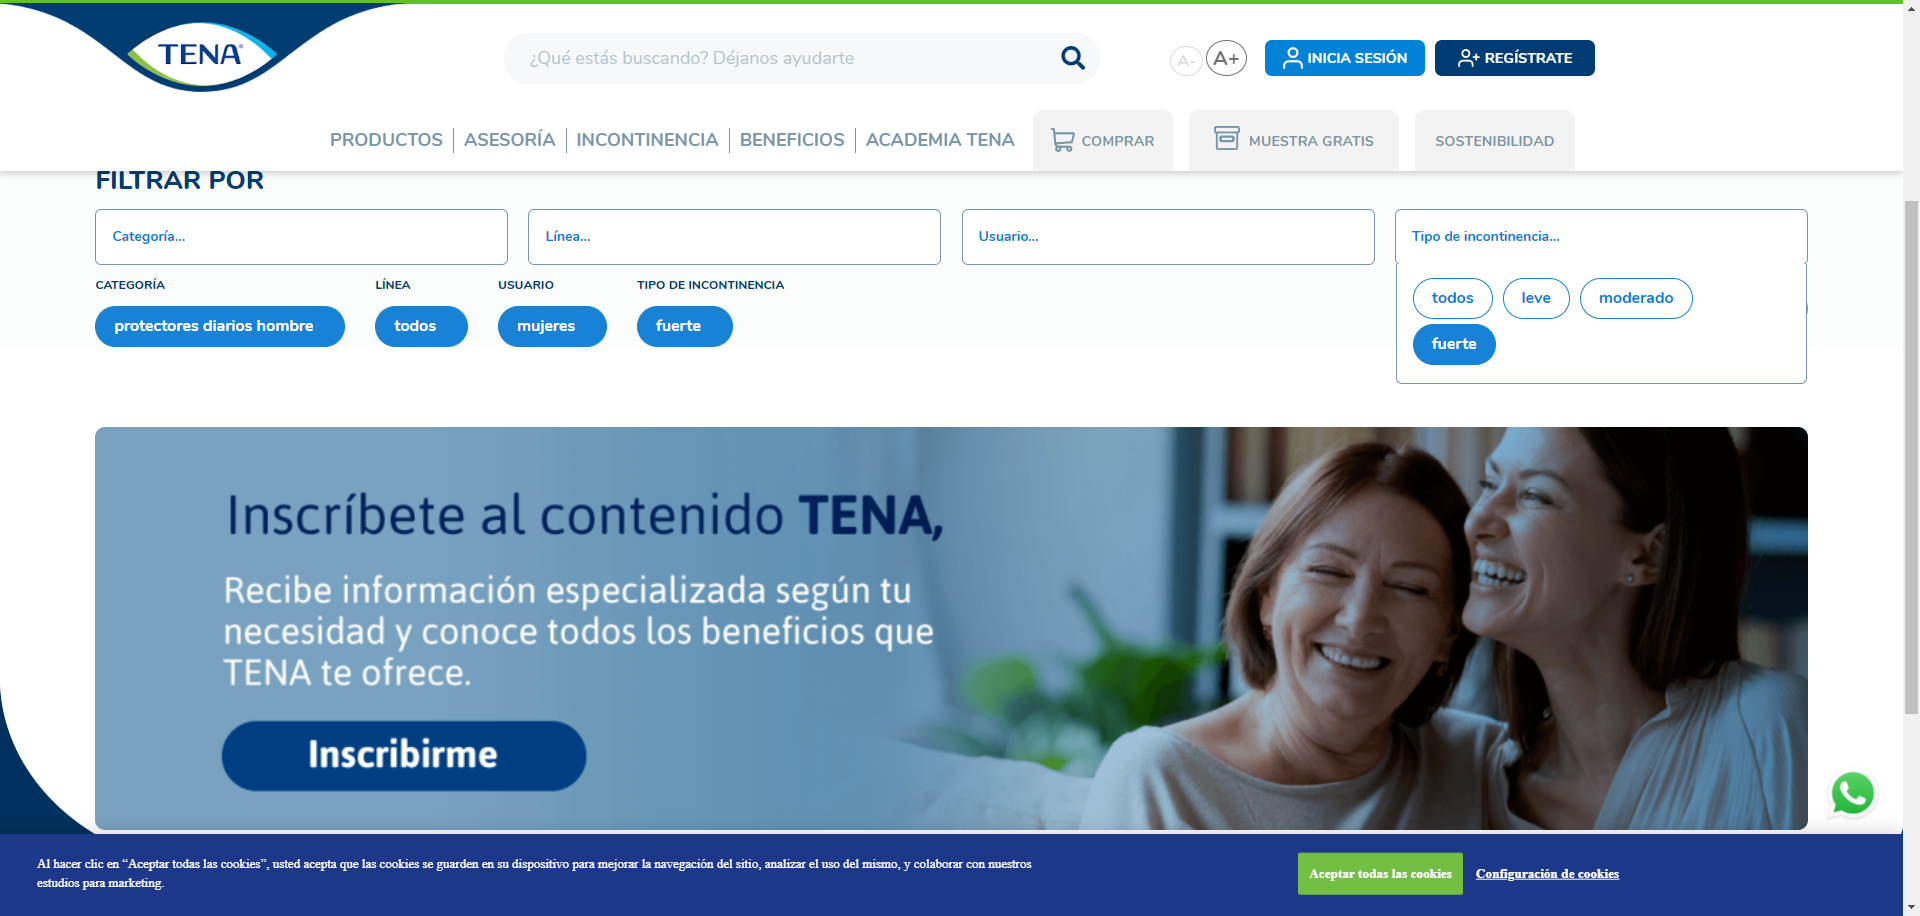 TENA
¿Qué estás buscando? Déjanos ayudarte
A-
A+
INICIA SESIÓN
REGÍSTRATE
PRODUCTOS
ASESORÍA
INCONTINENCIA
BENEFICIOS
ACADEMIA TENA
COMPRAR
MUESTRA GRATIS
SOSTENIBILIDAD
FILTRAR POR
Categoría...
Línea...
Usuario...
Tipo de incontinencia...
CATEGORÍA
LÍNEA
USUARIO
TIPO DE INCONTINENCIA
protectores diarios hombre
todos
mujeres
fuerte
todos
leve
moderado
fuerte
Inscríbete al contenido TENA,
Recibe información especializada según tu
necesidad y conoce todos los beneficios que
TENA te ofrece.
Inscribirme
Al hacer clic en “Aceptar todas las cookies”, usted acepta que las cookies se guarden en su dispositivo para mejorar la navegación del sitio, analizar el uso del mismo, y colaborar con nuestros
estudios para marketing.
Aceptar todas las cookies
Configuración de cookies